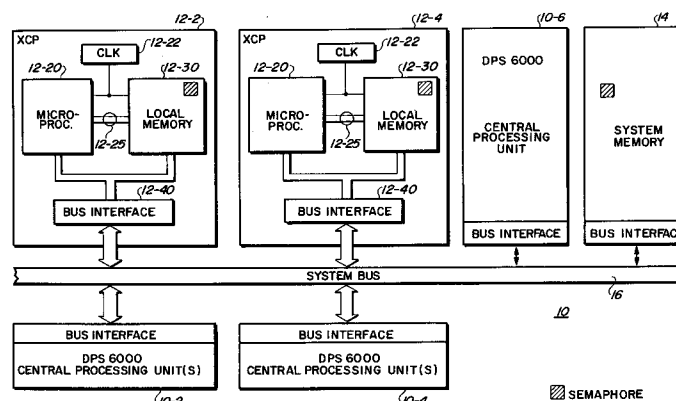 12-2
12-4
10-6
14
XCP
12-22
12-20
CLK
12-30
MICRO-
PROC.
LOCAL
MEMORY
12-25
12-40
BUS INTERFACE
XCP
12-22
12-20
CLK
12-30
MICRO-
PROC.
LOCAL
MEMORY
12-25
12-40
BUS INTERFACE
DPS 6000
CENTRAL
PROCESSING
UNIT
BUS INTERFACE
SYSTEM
MEMORY
BUS INTERFACE
SYSTEM BUS
16
10
BUS INTERFACE
DPS 6000
CENTRAL PROCESSING UNIT(S)
BUS INTERFACE
DPS 6000
CENTRAL PROCESSING UNIT(S)
SEMAPHORE